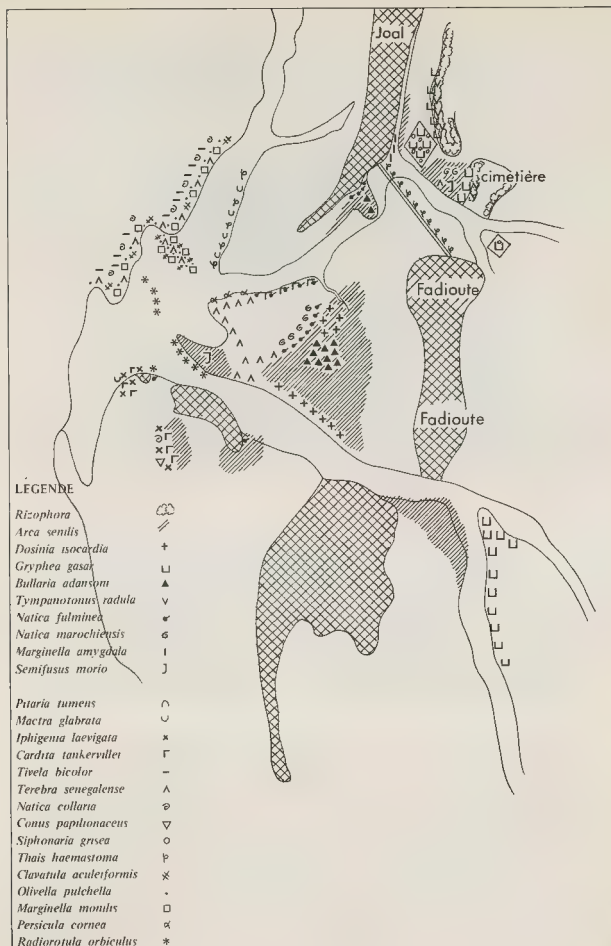 Joal
cimetière
Fadioute
Fadioute
LEGENDE
Rizophora
Arca senilis
Dosinia isocardia
Gryphea gasar
Bullaria adansoni
Tympanotonus radula
Natica fulminea
Natica marochiensis
Marginella amygdala
Semifusus morio
Pitaria tumens
Mactra glabrata
Iphigenia laevigata
Cardita tankervillei
Tivela bicolor
Terebra senegalense
Natica collaria
Conus papilionaceus
Siphonaria grisea
Thais haemastoma
Clavatula aculeiformis
Olivella pulchella
Marginella monilis
Persicula cornea
Radiorotula orbiculus